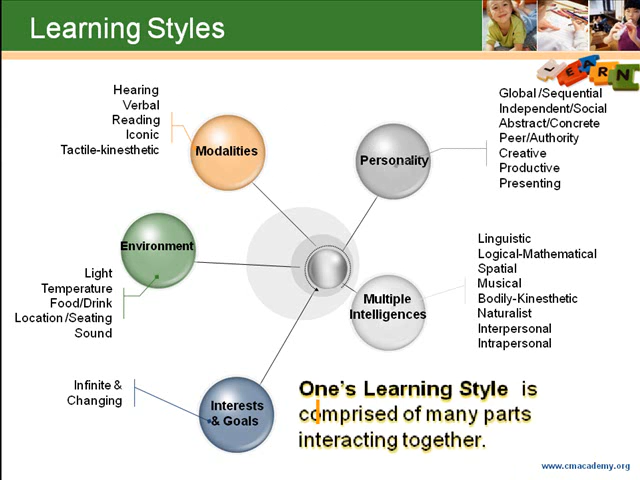 Learning Styles
LEARN
Hearing
Verbal
Reading
Iconic
Tactile-kinesthetic
Modalities
Global/Sequential
Independent/Social
Abstract/Concrete
Peer/Authority
Creative
Productive
Presenting
Personality
Environment
Light
Temperature
Food/Drink
Location/Seating
Sound
Linguistic
Logical-Mathematical
Spatial
Musical
Bodily-Kinesthetic
Naturalist
Interpersonal
Intrapersonal
Multiple
Intelligences
Infinite &
Changing
Interests
& Goals
One's Learning Style is
comprised of many parts
interacting together.
www.cmacademy.org